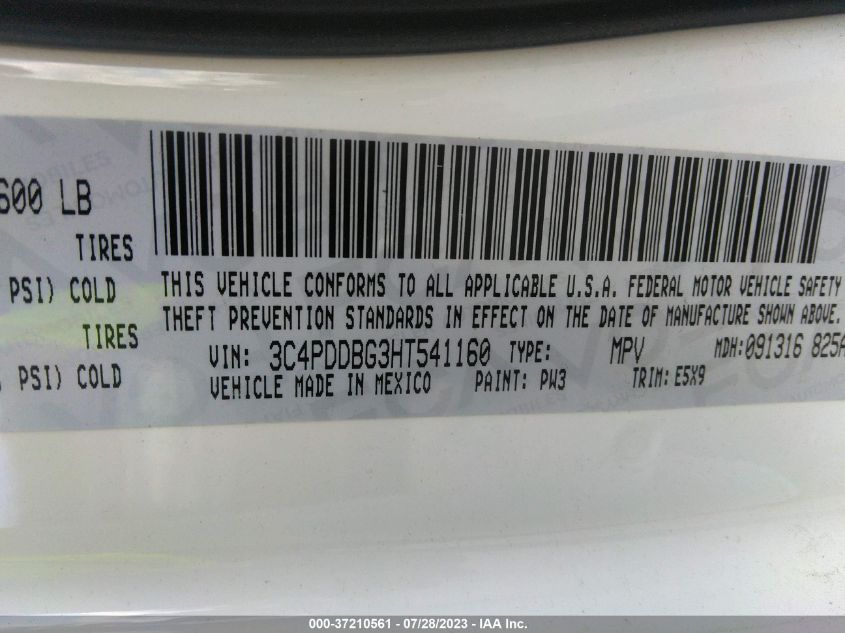 600 LB
TIRES
PSI) COLD
TIRES
PSI) COLD
THIS VEHICLE CONFORMS TO ALL APPLICABLE U.S.A. FEDERAL MOTOR VEHICLE SAFETY
THEFT PREVENTION STANDARDS IN EFFECT ON THE DATE OF MANUFACTURE SHOWN ABOVE.
VIN: 3C4PDDBG3HT541160 TYPE: MPV MDH:091316 825A
VEHICLE MADE IN MEXICO PAINT: PW3 TRIM: E5X9
000-37210561 - 07/28/2023 - IAA Inc.